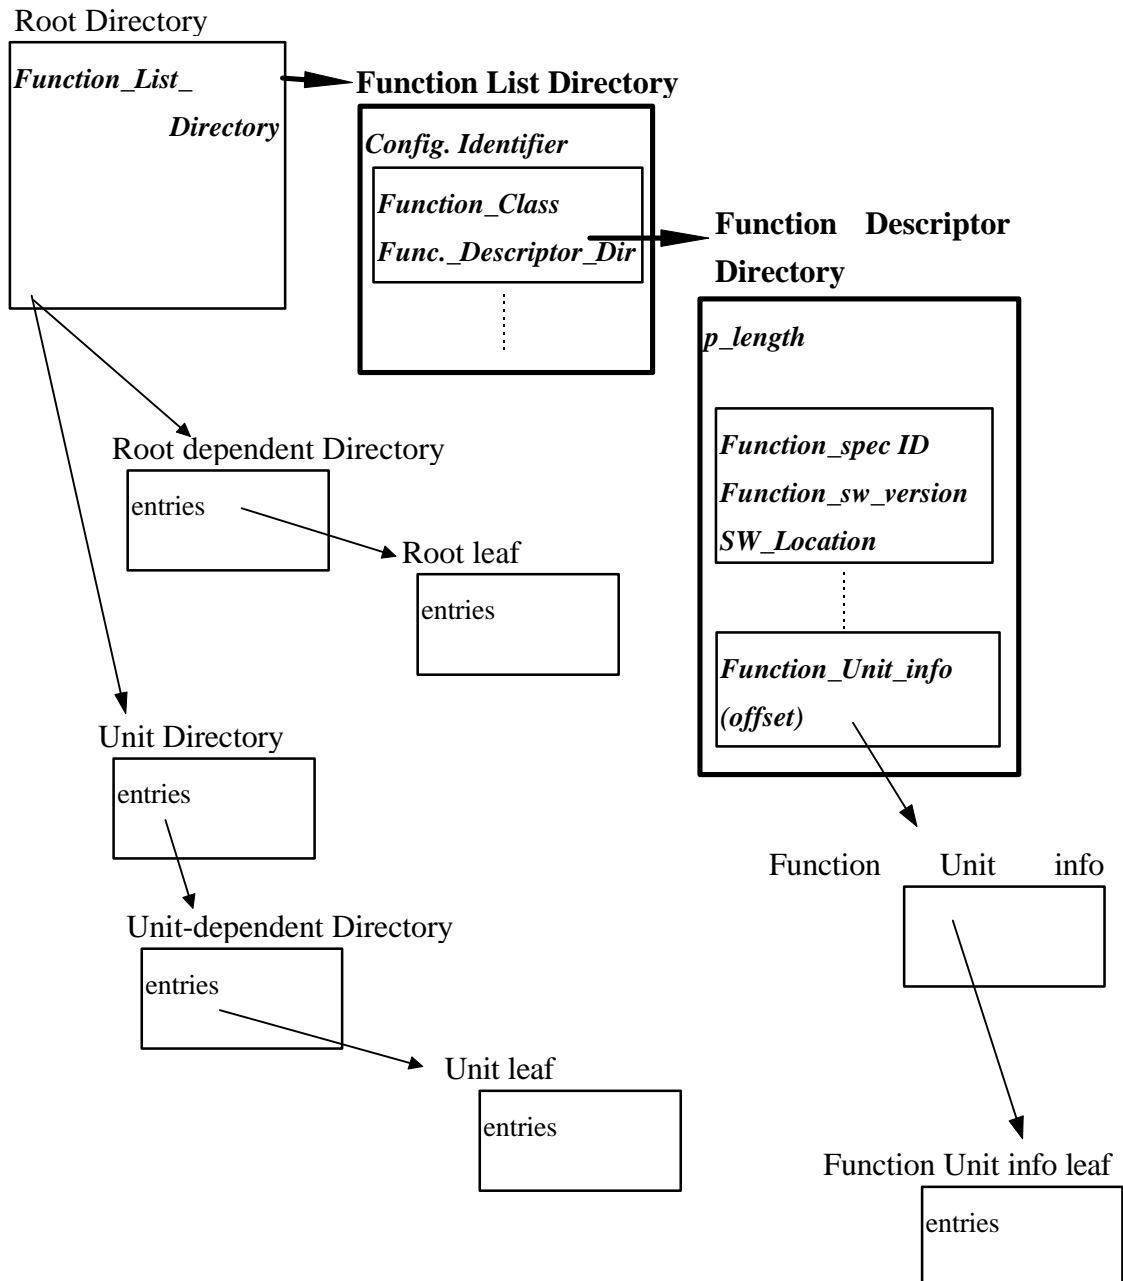 Root Directory
Function_List_
Directory
Function List Directory
Config. Identifier
Function_Class
Func._Descriptor_Dir
Function Descriptor
Directory
p_length
Function_spec ID
Function_sw_version
SW_Location
Function_Unit_info
(offset)
Root dependent Directory
entries
Root leaf
entries
Unit Directory
entries
Unit-dependent Directory
entries
Unit leaf
entries
Function Unit info
Function Unit info leaf
entries